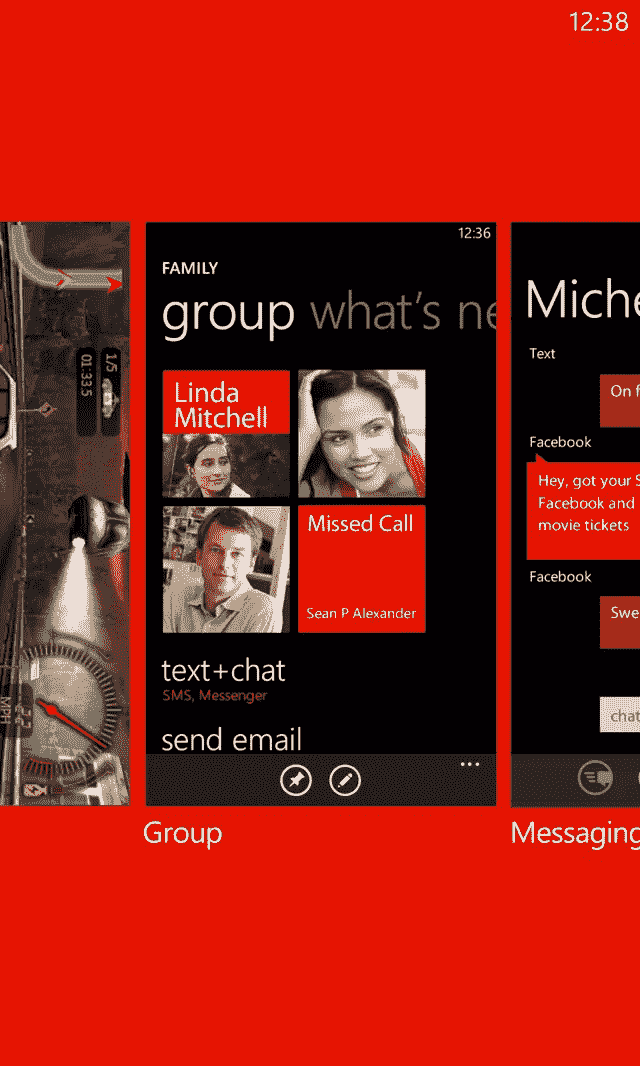 12:38
1/5
01:33.5
MPH
12:36
FAMILY
group what's ne
Linda
Mitchell
Missed Call
Sean P Alexander
text+chat
SMS, Messenger
send email
Group
Miche
Text
On f
Facebook
Hey, got your S
Facebook and
movie tickets
Facebook
Swe
chat
Messaging